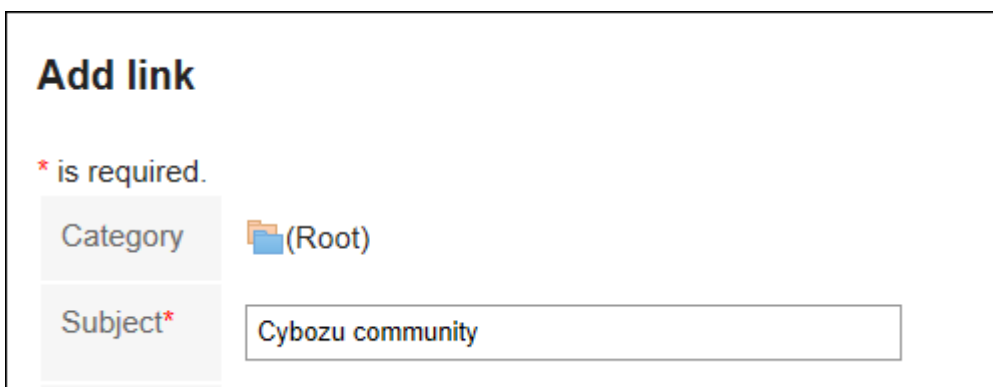 Add link
* is required.
Category (Root)
Subject* Cybozu community